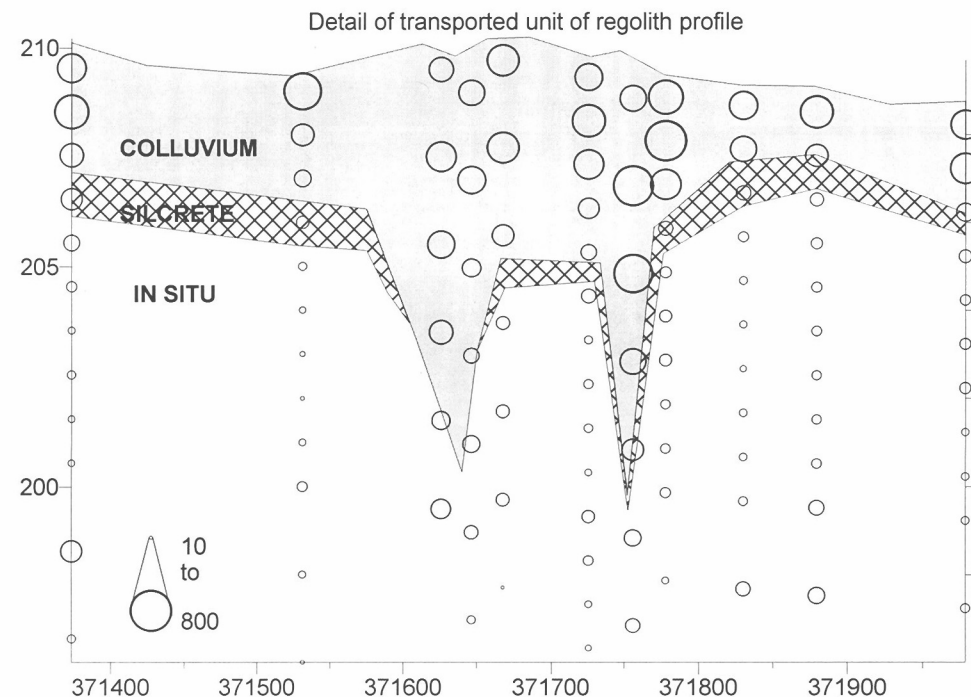 Detail of transported unit of regolith profile
210
COLLUVIUM
SILCRETE
205
IN SITU
200
10
to
800
371400 371500 371600 371700 371800 371900